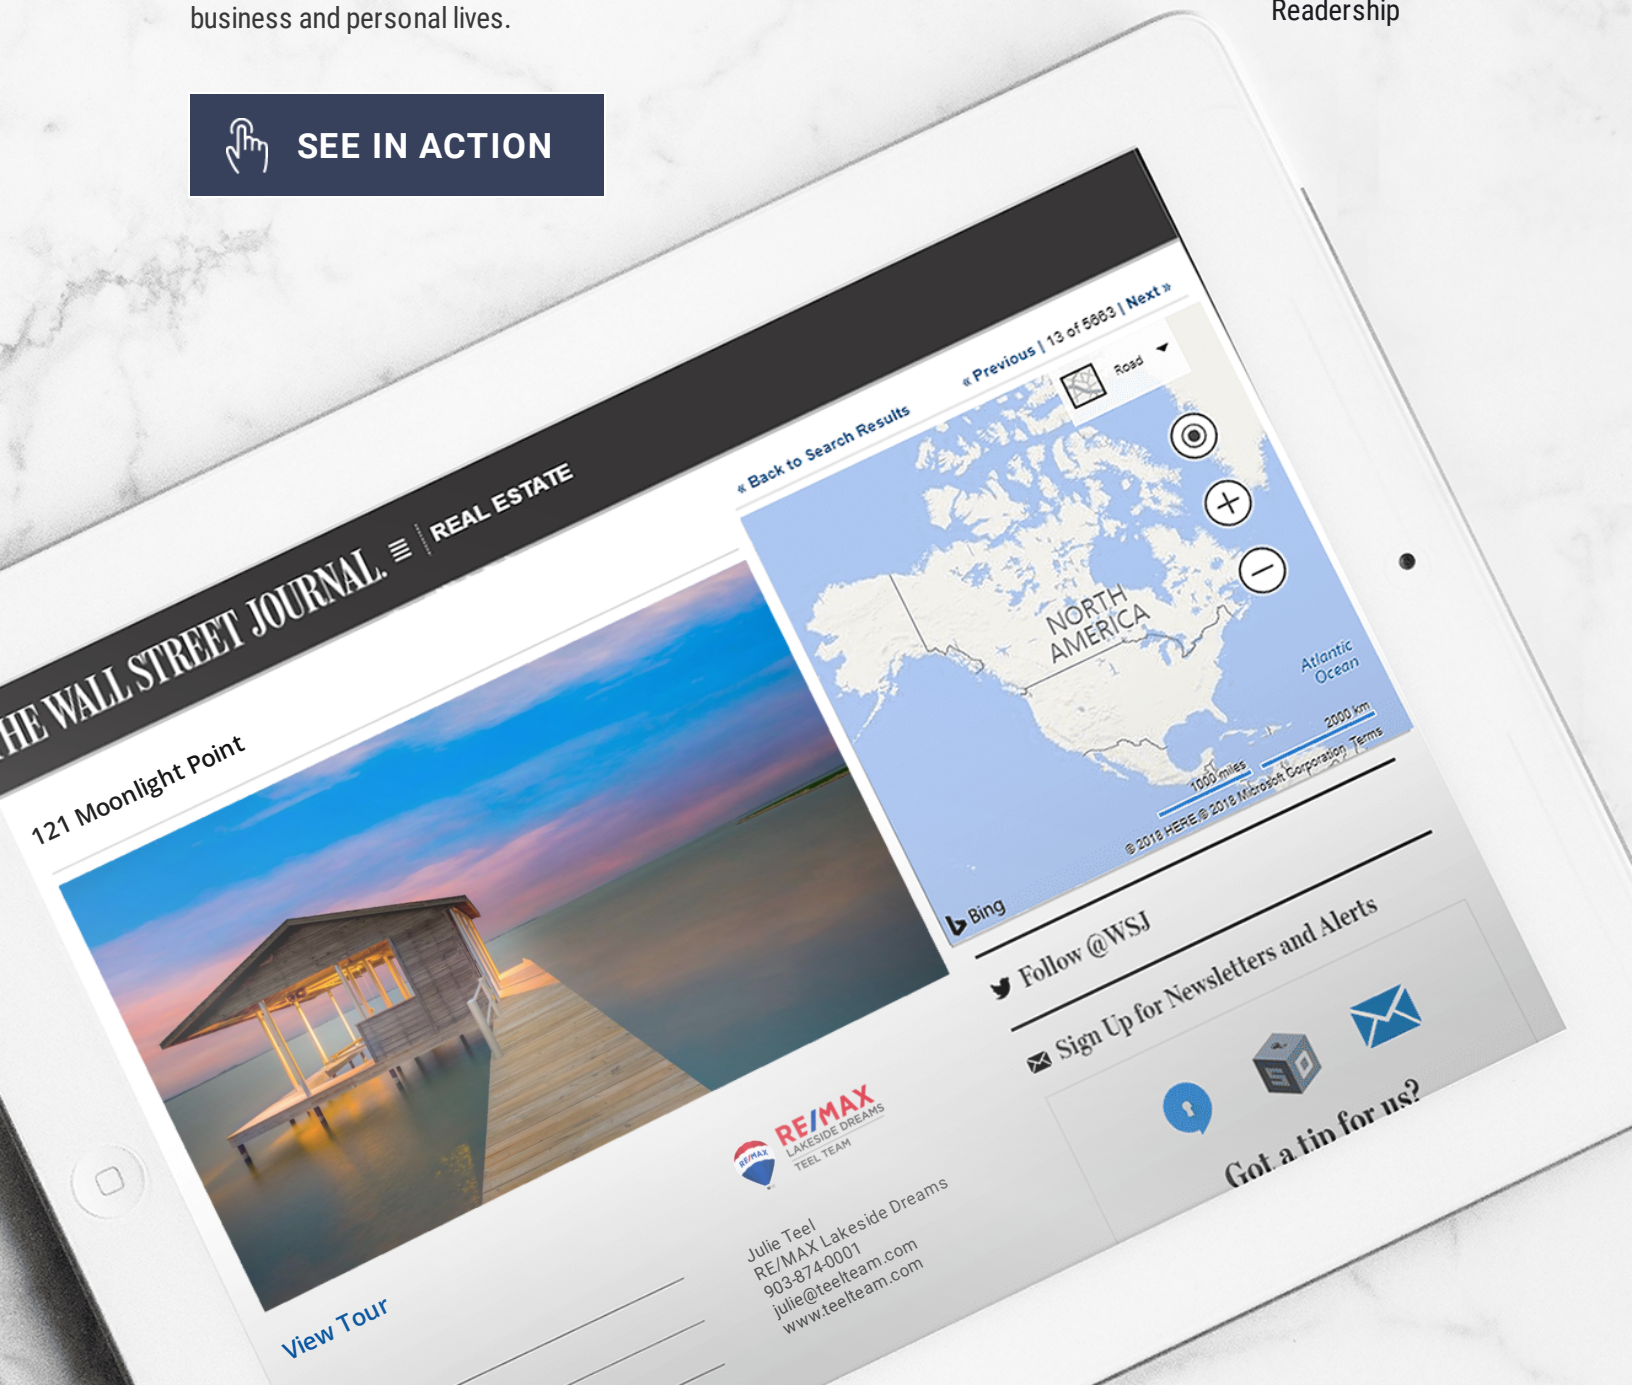 business and personal lives.
Readership
SEE IN ACTION
THE WALL STREET JOURNAL. REAL ESTATE
« Back to Search Results
« Previous | 13 of 5663 | Next »
121 Moonlight Point
Road
NORTH
AMERICA
Atlantic
Ocean
2000 km
1000 miles
© 2018 HERE, © 2018 Microsoft Corporation Terms
Bing
Follow @WSJ
Sign Up for Newsletters and Alerts
SD
Got a tip for us?
RE/MAX
RE/MAX
LAKESIDE DREAMS
TEEL TEAM
Julie Teel
RE/MAX Lakeside Dreams
903-874-0001
julie@teelteam.com
www.teelteam.com
View Tour